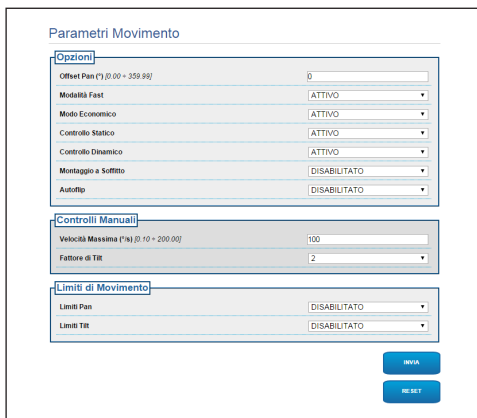 Parametri Movimento
Opzioni
Offset Pan (°) [0.00 ÷ 359.99] 0
Modalità Fast ATTIVO
Modo Economico ATTIVO
Controllo Statico ATTIVO
Controllo Dinamico ATTIVO
Montaggio a Soffitto DISABILITATO
Autoflip DISABILITATO
Controlli Manuali
Velocità Massima (°/s) [0.10 ÷ 200.00] 100
Fattore di Tilt 2
Limiti di Movimento
Limiti Pan DISABILITATO
Limiti Tilt DISABILITATO
INVIA
RESET